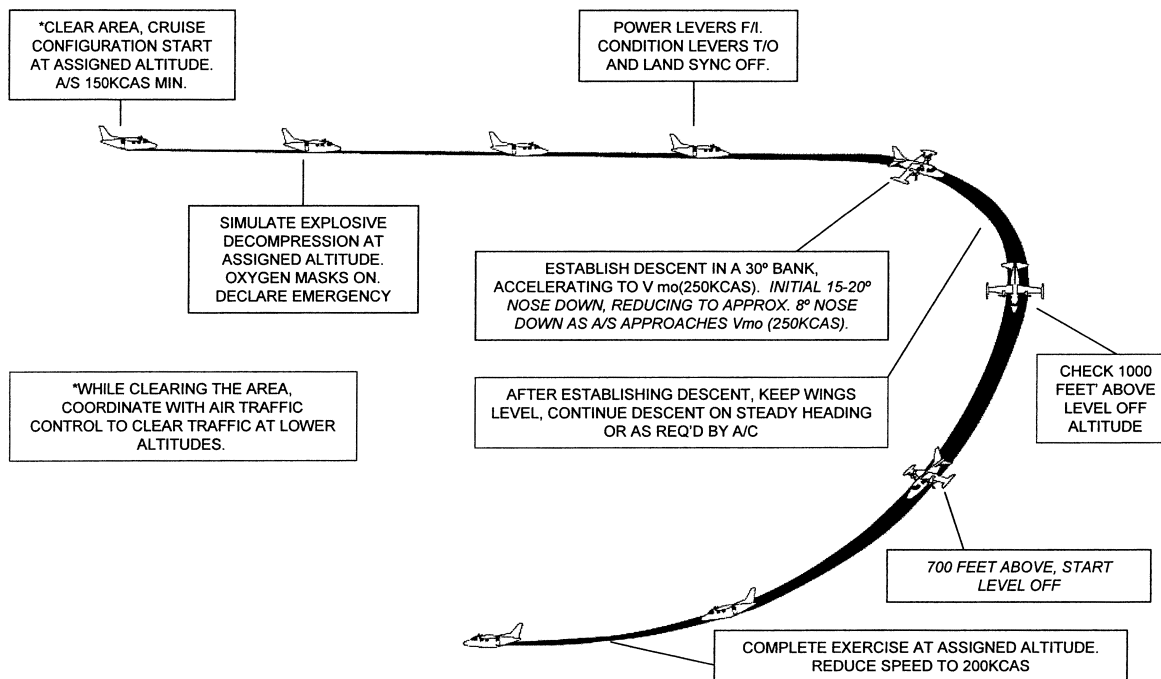 *CLEAR AREA, CRUISE
CONFIGURATION START
AT ASSIGNED ALTITUDE.
A/S 150KCAS MIN.
POWER LEVERS F/I.
CONDITION LEVERS T/O
AND LAND SYNC OFF.
SIMULATE EXPLOSIVE
DECOMPRESSION AT
ASSIGNED ALTITUDE.
OXYGEN MASKS ON.
DECLARE EMERGENCY
ESTABLISH DESCENT IN A 30º BANK,
ACCELERATING TO V mo(250KCAS). INITIAL 15-20º
NOSE DOWN, REDUCING TO APPROX. 8º NOSE
DOWN AS A/S APPROACHES Vmo (250KCAS).
*WHILE CLEARING THE AREA,
COORDINATE WITH AIR TRAFFIC
CONTROL TO CLEAR TRAFFIC AT LOWER
ALTITUDES.
AFTER ESTABLISHING DESCENT, KEEP WINGS
LEVEL, CONTINUE DESCENT ON STEADY HEADING
OR AS REQ'D BY A/C
CHECK 1000
FEET' ABOVE
LEVEL OFF
ALTITUDE
700 FEET ABOVE, START
LEVEL OFF
COMPLETE EXERCISE AT ASSIGNED ALTITUDE.
REDUCE SPEED TO 200KCAS